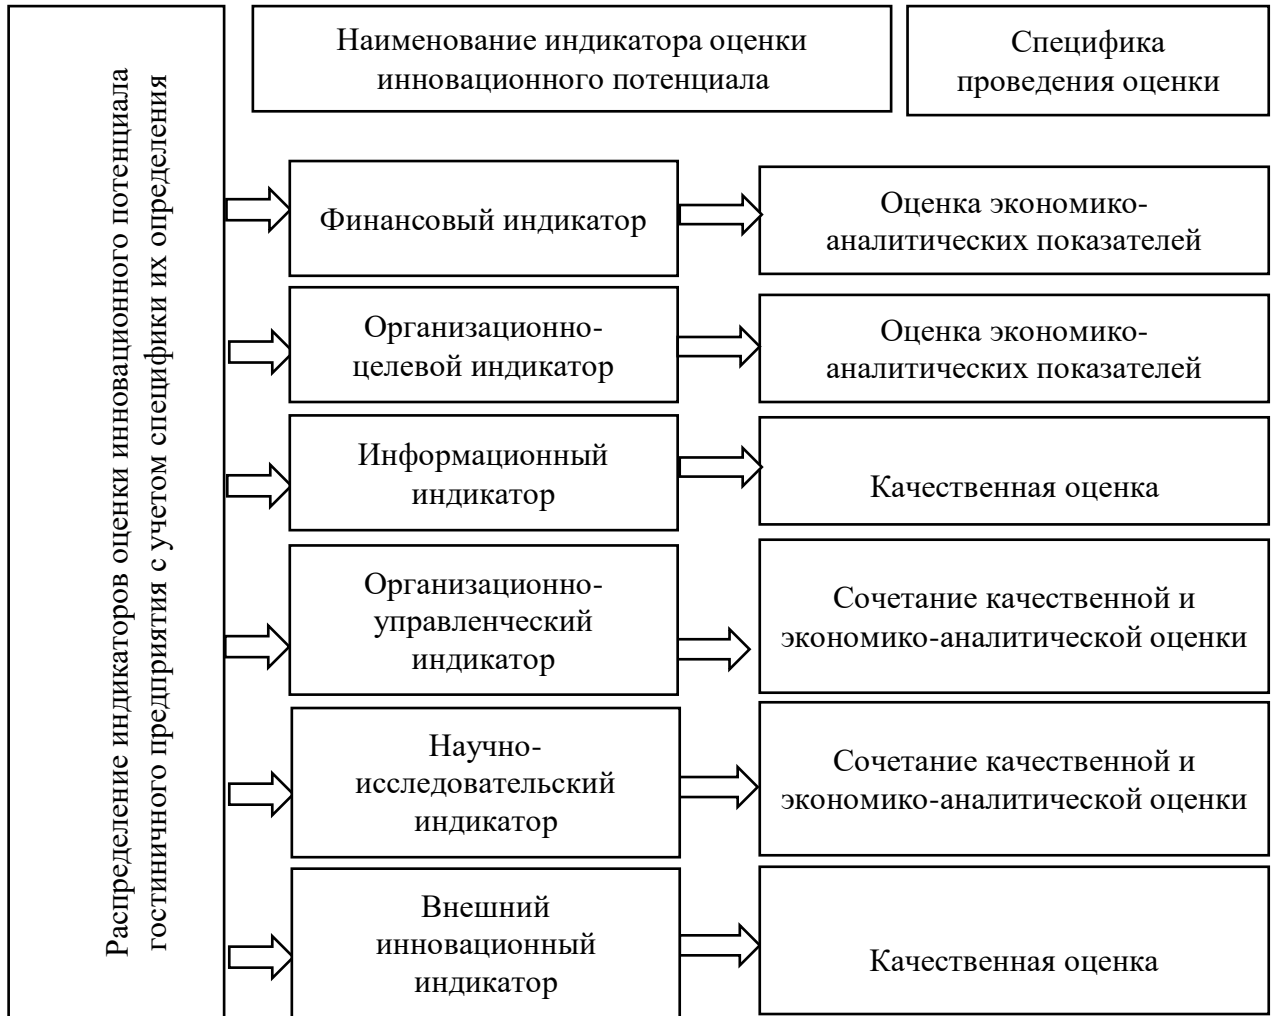 Распределение индикаторов оценки инновационного потенциала
гостиничного предприятия с учетом специфики их определения
Наименование индикатора оценки
инновационного потенциала
Специфика
проведения оценки
Финансовый индикатор
Оценка экономико-
аналитических показателей
Организационно-
целевой индикатор
Оценка экономико-
аналитических показателей
Информационный
индикатор
Качественная оценка
Организационно-
управленческий
индикатор
Сочетание качественной и
экономико-аналитической оценки
Научно-
исследовательский
индикатор
Сочетание качественной и
экономико-аналитической оценки
Внешний
инновационный
индикатор
Качественная оценка